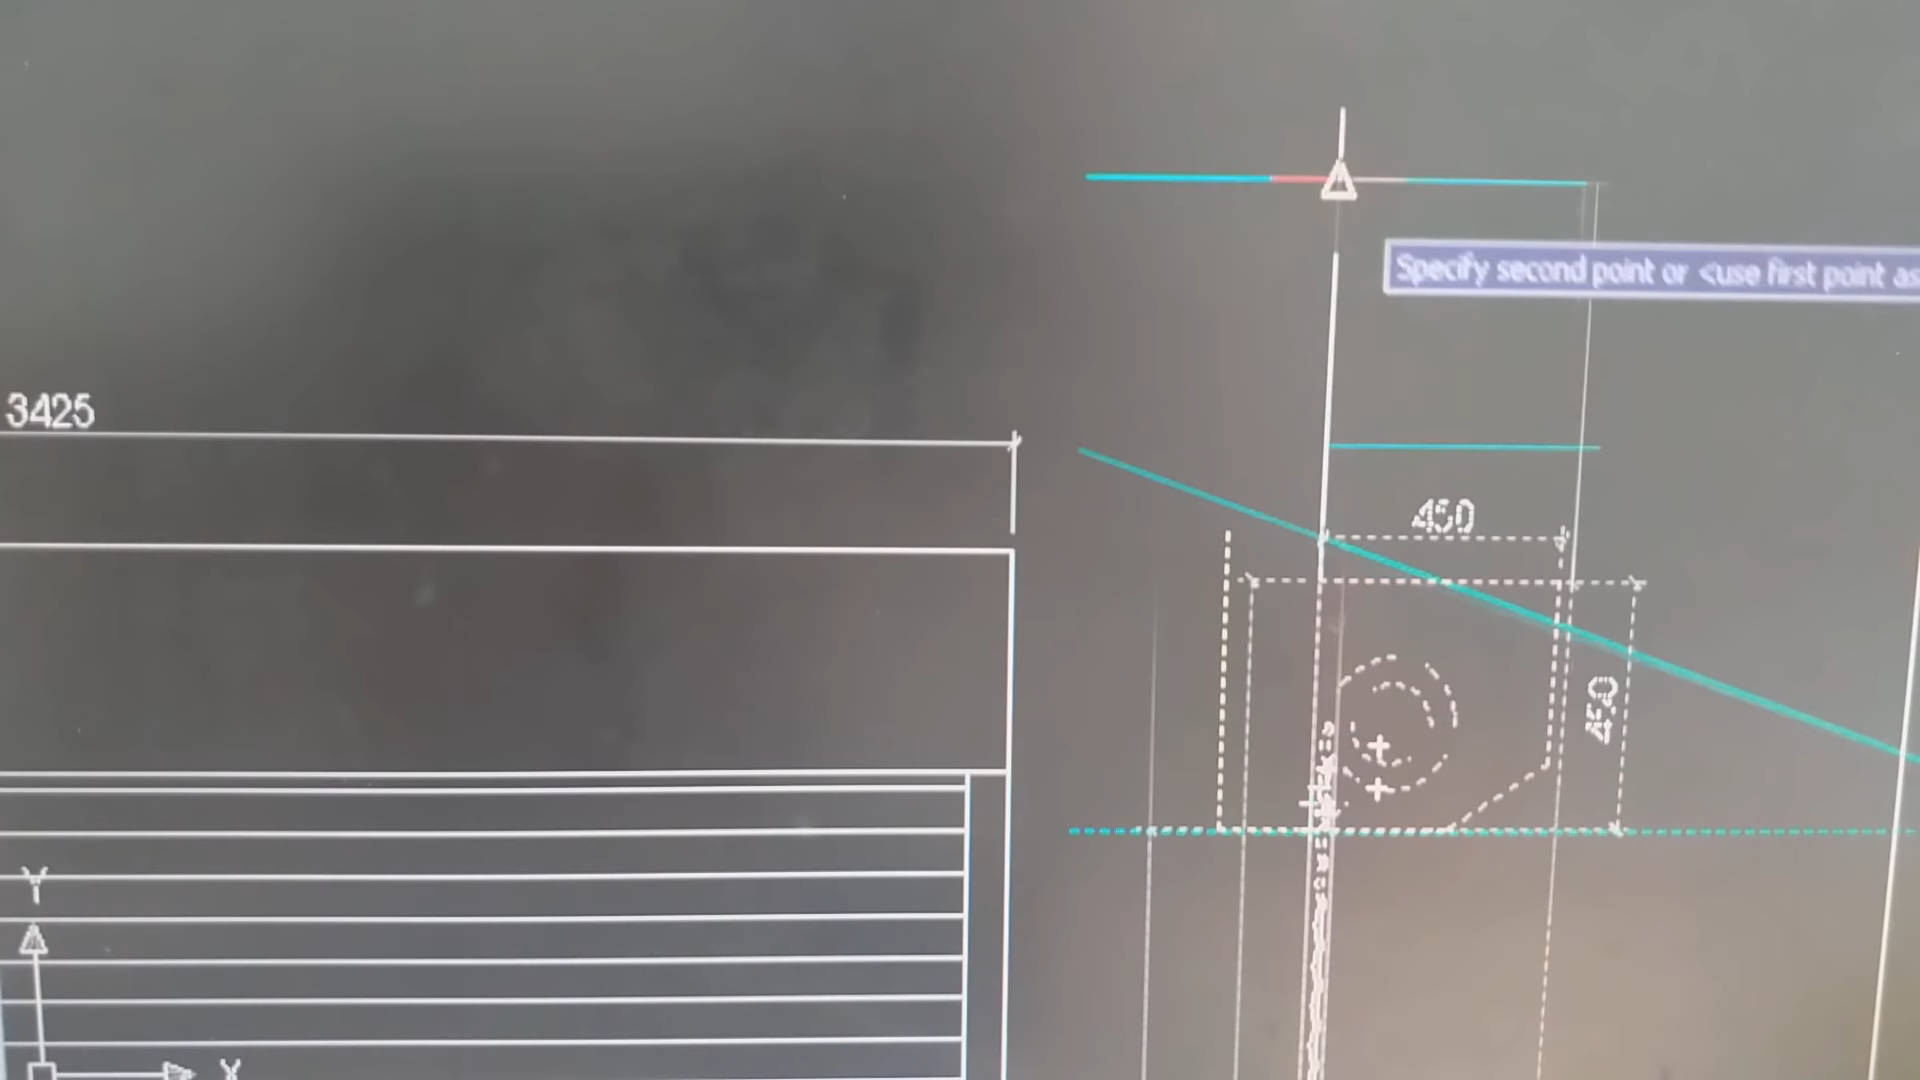 Specify second point or <use first point as
3425
450
450
Y
X